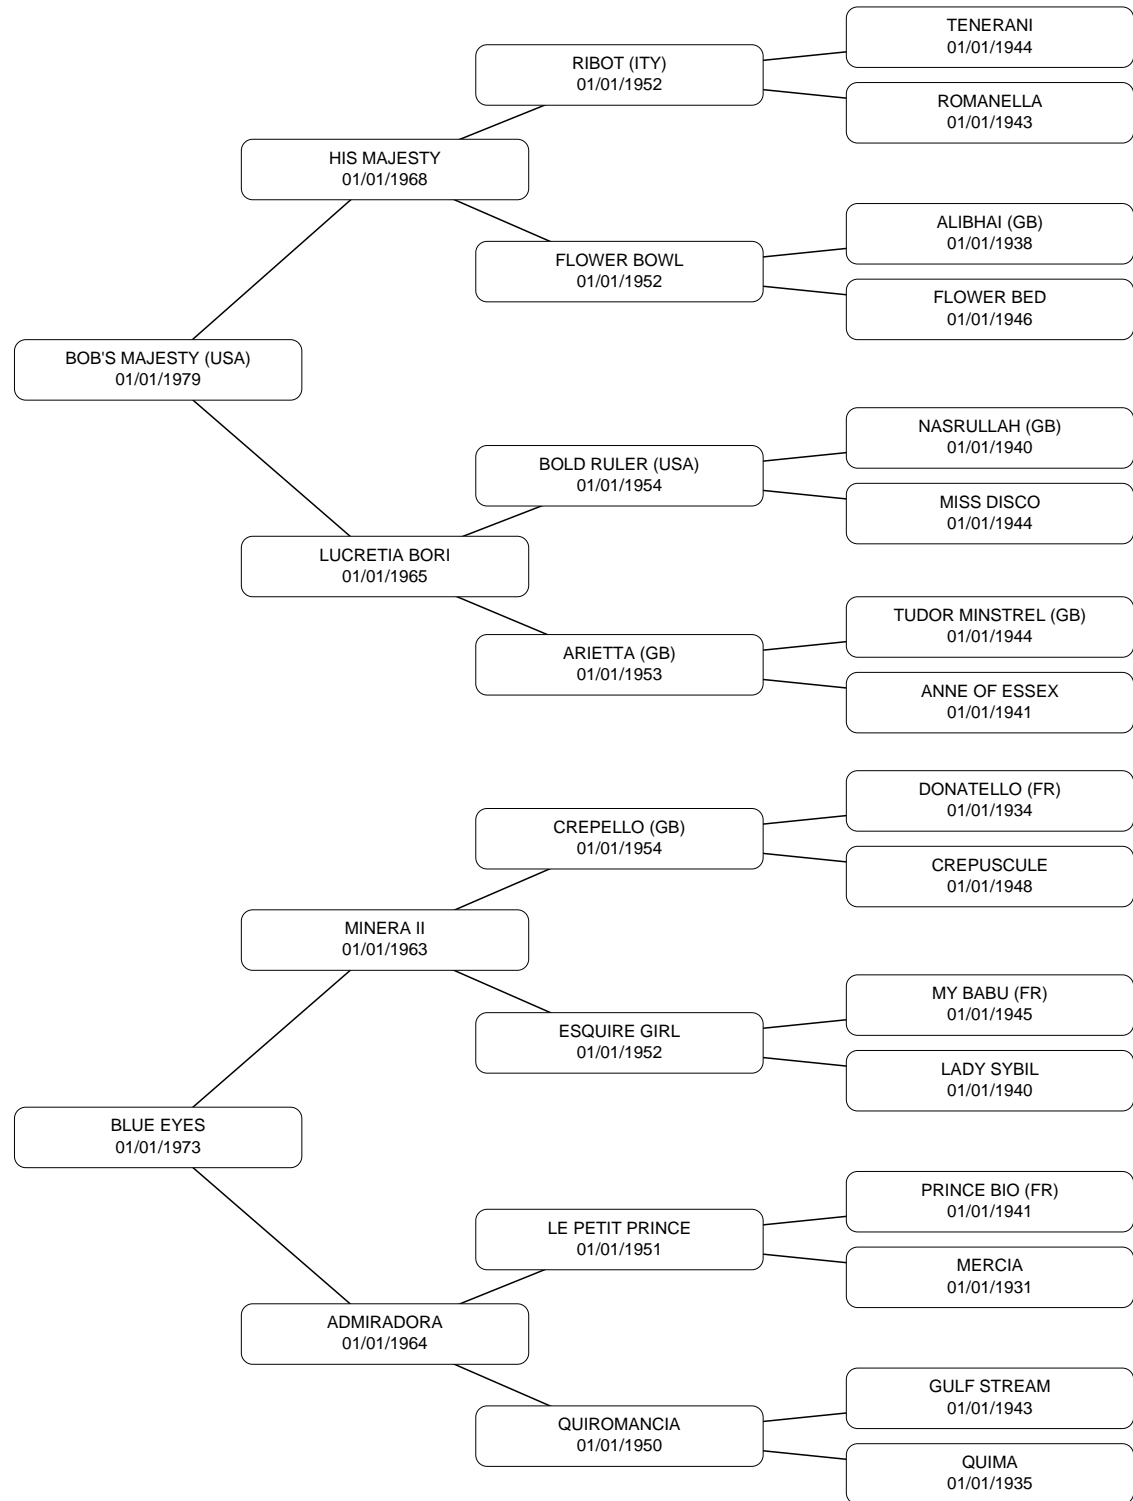 TENERANI
01/01/1944
RIBOT (ITY)
01/01/1952
ROMANELLA
01/01/1943
HIS MAJESTY
01/01/1968
ALIBHAI (GB)
01/01/1938
FLOWER BOWL
01/01/1952
FLOWER BED
01/01/1946
BOB'S MAJESTY (USA)
01/01/1979
NASRULLAH (GB)
01/01/1940
BOLD RULER (USA)
01/01/1954
MISS DISCO
01/01/1944
LUCRETIA BORI
01/01/1965
TUDOR MINSTREL (GB)
01/01/1944
ARIETTA (GB)
01/01/1953
ANNE OF ESSEX
01/01/1941
DONATELLO (FR)
01/01/1934
CREPELLO (GB)
01/01/1954
CREPUSCULE
01/01/1948
MINERA II
01/01/1963
MY BABU (FR)
01/01/1945
ESQUIRE GIRL
01/01/1952
LADY SYBIL
01/01/1940
BLUE EYES
01/01/1973
PRINCE BIO (FR)
01/01/1941
LE PETIT PRINCE
01/01/1951
MERCIA
01/01/1931
ADMIRADORA
01/01/1964
GULF STREAM
01/01/1943
QUIROMANCIA
01/01/1950
QUIMA
01/01/1935